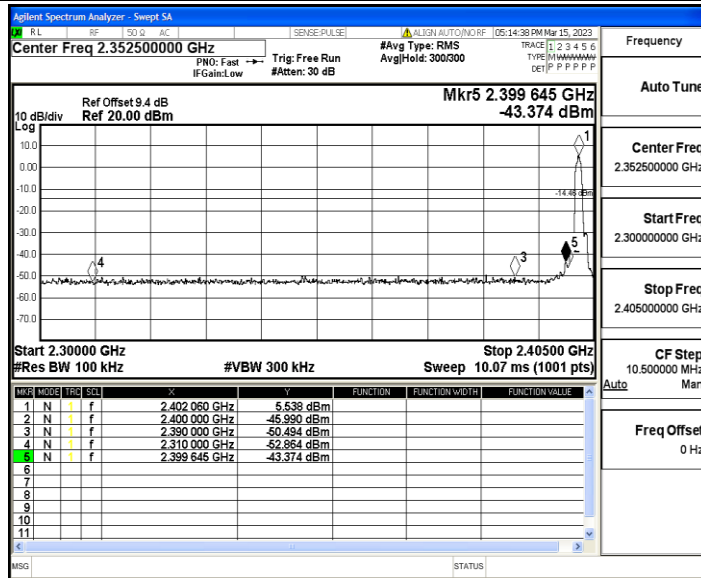 Agilent Spectrum Analyzer - Swept SA
RL RF 50 Ω AC SENSE:PULSE ALIGN AUTO/NO RF 05:14:38 PM Mar 15, 2023
Center Freq 2.352500000 GHz
PNO: Fast
IFGain:Low
Trig: Free Run
#Atten: 30 dB
#Avg Type: RMS
Avg|Hold: 300/300
TRACE 1 2 3 4 5 6
TYPE M W W W W W
DET P P P P P P
Ref Offset 9.4 dB
Ref 20.00 dBm
10 dB/div
Log
Mkr5 2.399 645 GHz
-43.374 dBm
10.0
0.00
-10.0
-20.0
-30.0
-40.0
-50.0
-60.0
-70.0
1
-14.46 dBm
5
3
4
Start 2.30000 GHz
Stop 2.40500 GHz
#Res BW 100 kHz
#VBW 300 kHz
Sweep 10.07 ms (1001 pts)
MKR MODE TRC SCL X Y FUNCTION FUNCTION WIDTH FUNCTION VALUE
1 N 1 f 2.402 060 GHz 5.538 dBm
2 N 1 f 2.400 000 GHz -45.990 dBm
3 N 1 f 2.390 000 GHz -50.494 dBm
4 N 1 f 2.310 000 GHz -52.864 dBm
5 N 1 f 2.399 645 GHz -43.374 dBm
6
7
8
9
10
11
MSG
STATUS
Frequency
Auto Tune
Center Freq
2.352500000 GHz
Start Freq
2.300000000 GHz
Stop Freq
2.405000000 GHz
CF Step
10.500000 MHz
Auto Man
Freq Offset
0 Hz